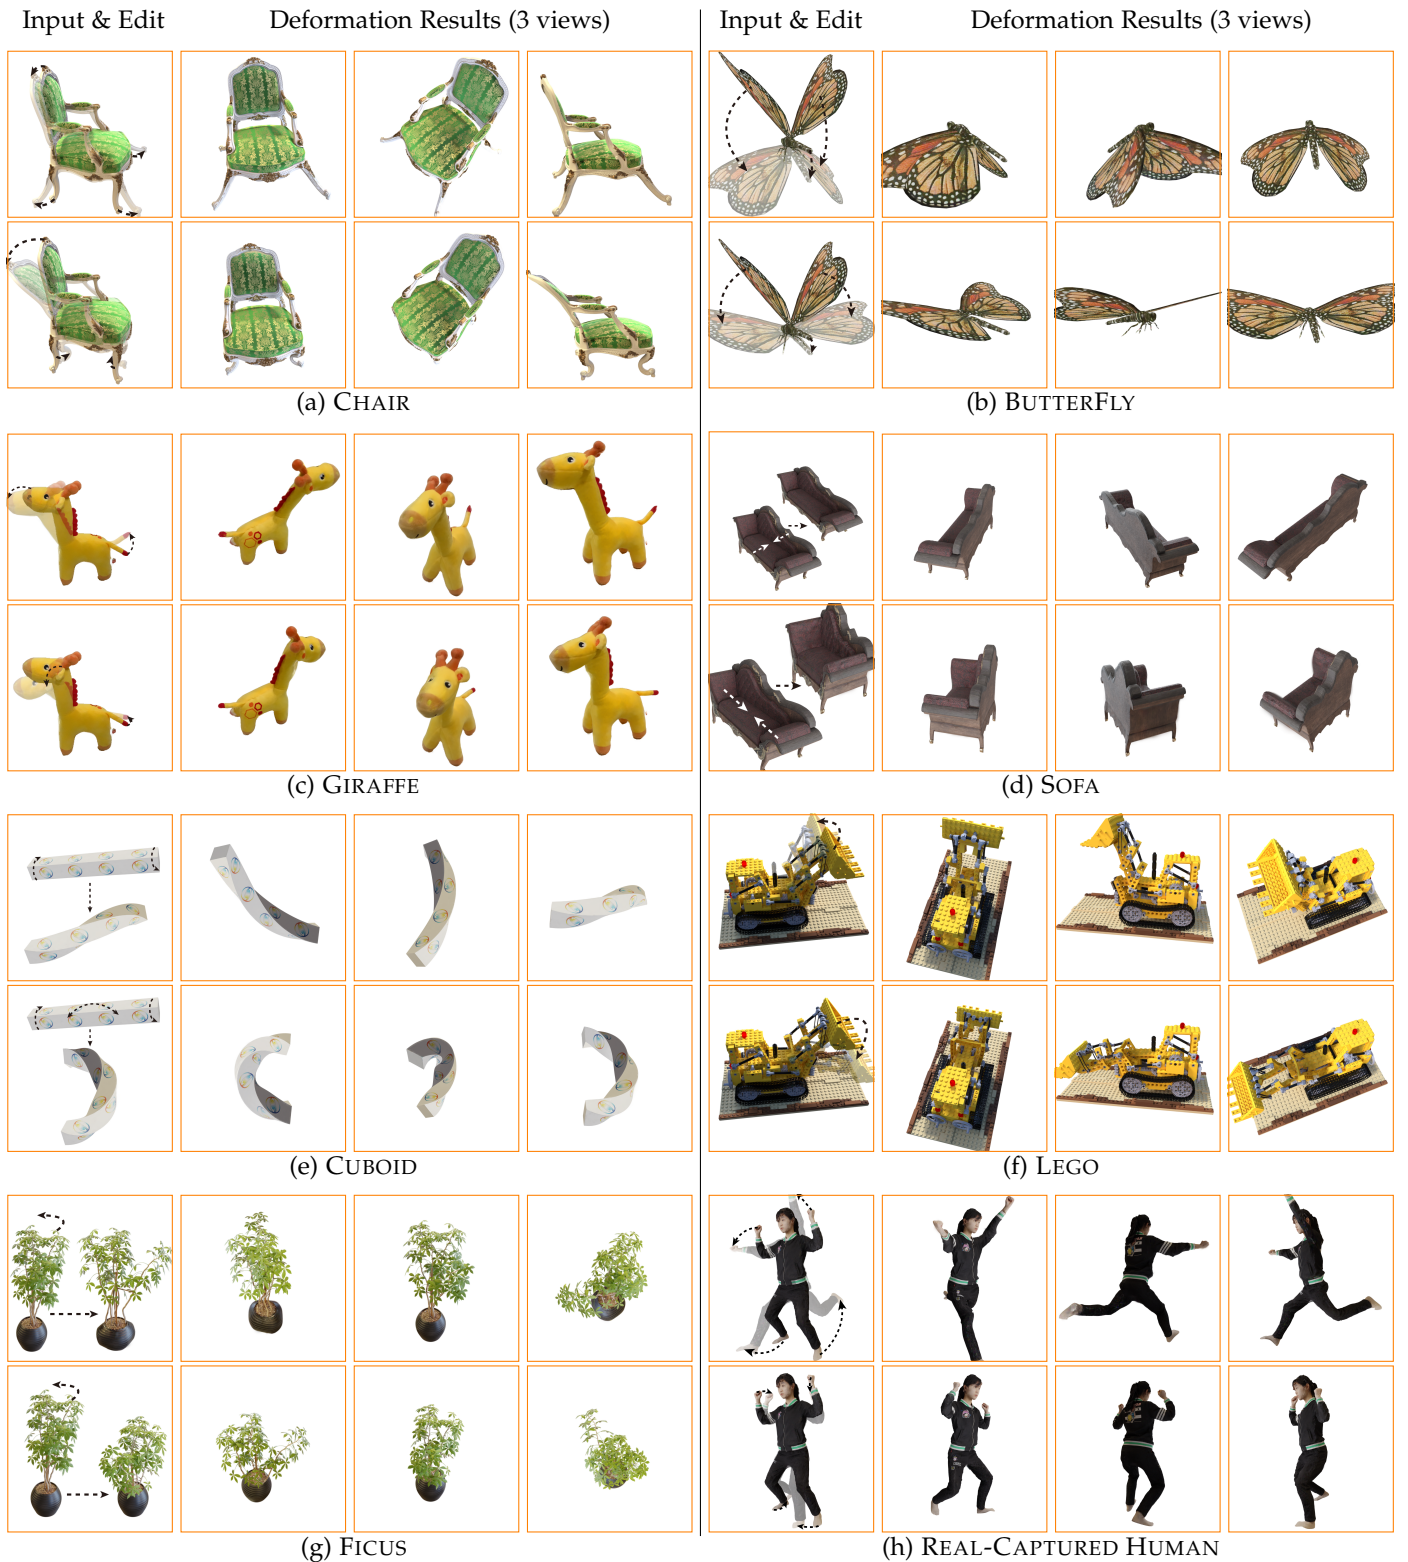 Input & Edit
Deformation Results (3 views)
Input & Edit
Deformation Results (3 views)
(a) CHAIR
(b) BUTTERFLY
(c) GIRAFFE
(d) SOFA
(e) CUBOID
(f) LEGO
(g) FICUS
(h) REAL-CAPTURED HUMAN